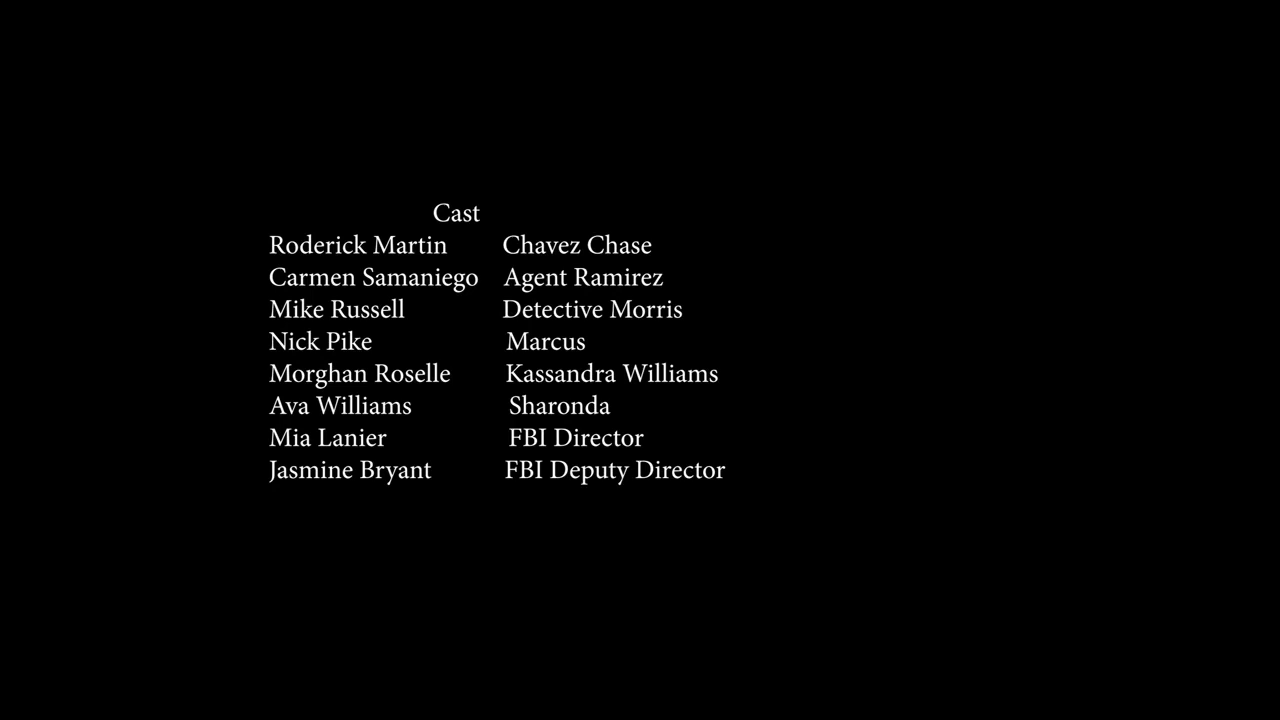 Cast
Roderick Martin Chavez Chase
Carmen Samaniego Agent Ramirez
Mike Russell Detective Morris
Nick Pike Marcus
Morghan Roselle Kassandra Williams
Ava Williams Sharonda
Mia Lanier FBI Director
Jasmine Bryant FBI Deputy Director